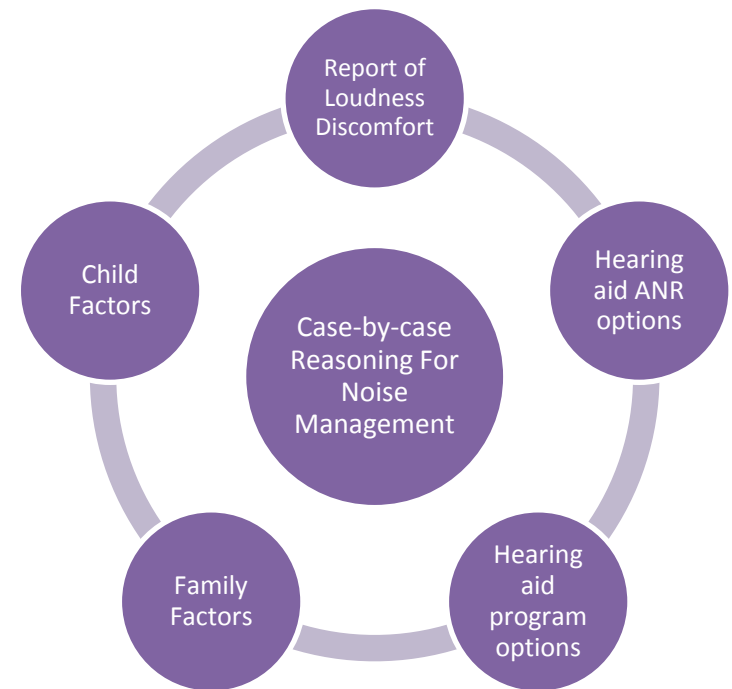 Report of
Loudness
Discomfort
Hearing
aid ANR
options
Hearing
aid
program
options
Family
Factors
Child
Factors
Case-by-case
Reasoning For
Noise
Management